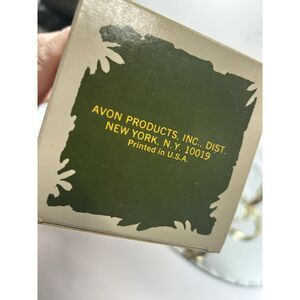 AVON PRODUCTS, INC., DIST.
NEW YORK, N.Y. 10019
Printed in U.S.A.